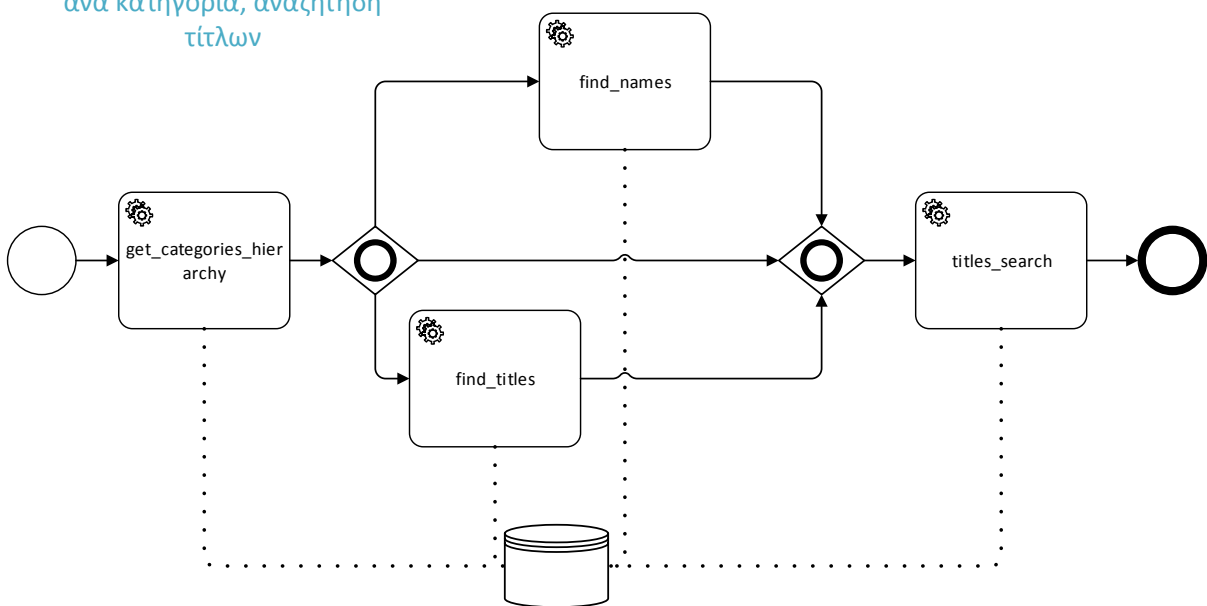 ανά κατηγορία, αναζήτηση
τίτλων
find_names
get_categories_hier
archy
titles_search
find_titles